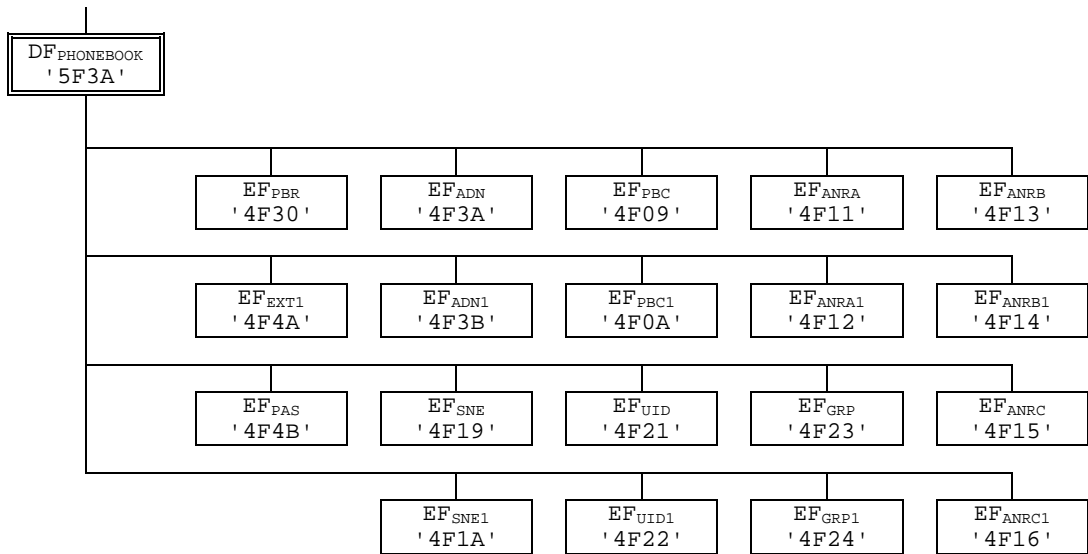 DFPHONEBOOK
'5F3A'
EFPBR
'4F30'
EFADN
'4F3A'
EFPBC
'4F09'
EFANRA
'4F11'
EFANRB
'4F13'
EFEXT1
'4F4A'
EFADN1
'4F3B'
EFPBC1
'4F0A'
EFANRA1
'4F12'
EFANRB1
'4F14'
EFPAS
'4F4B'
EFSNE
'4F19'
EFUID
'4F21'
EFGRP
'4F23'
EFANRC
'4F15'
EFSNE1
'4F1A'
EFUID1
'4F22'
EFGRP1
'4F24'
EFANRC1
'4F16'